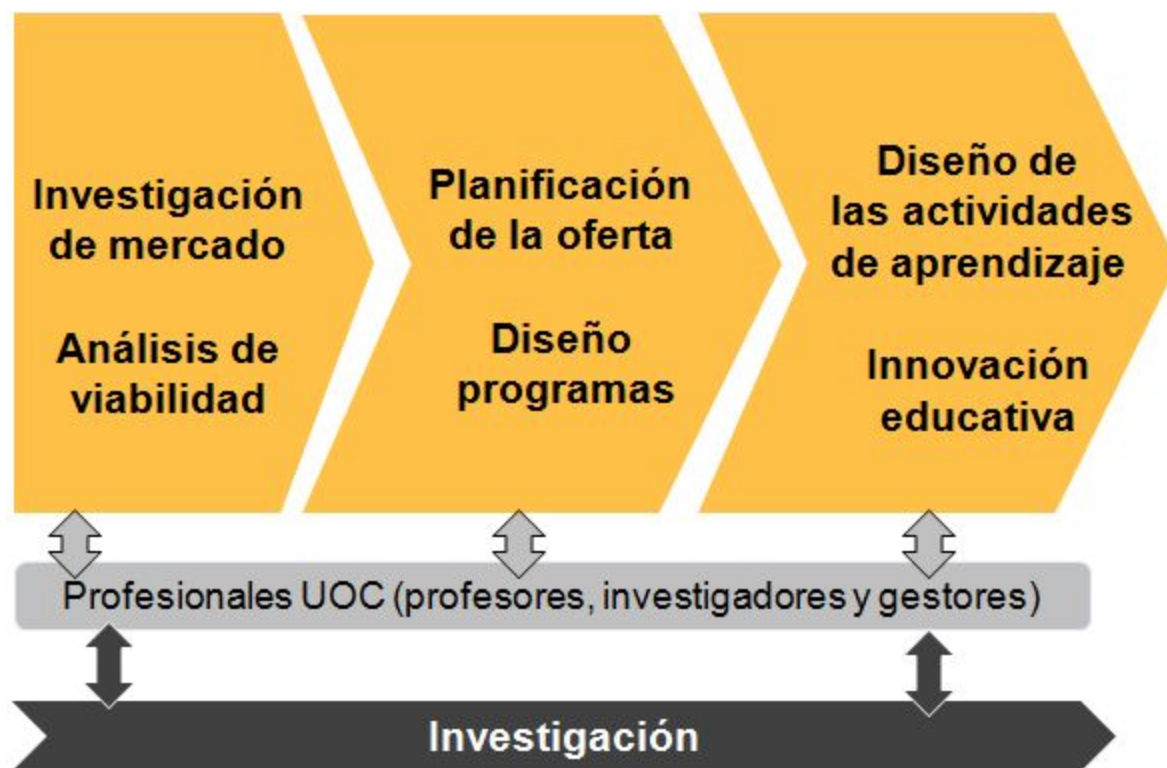 Investigación
de mercado
Análisis de
viabilidad
Planificación
de la oferta
Diseño
programas
Diseño de
las actividades
de aprendizaje
Innovación
educativa
Profesionales UOC (profesores, investigadores y gestores)
Investigación